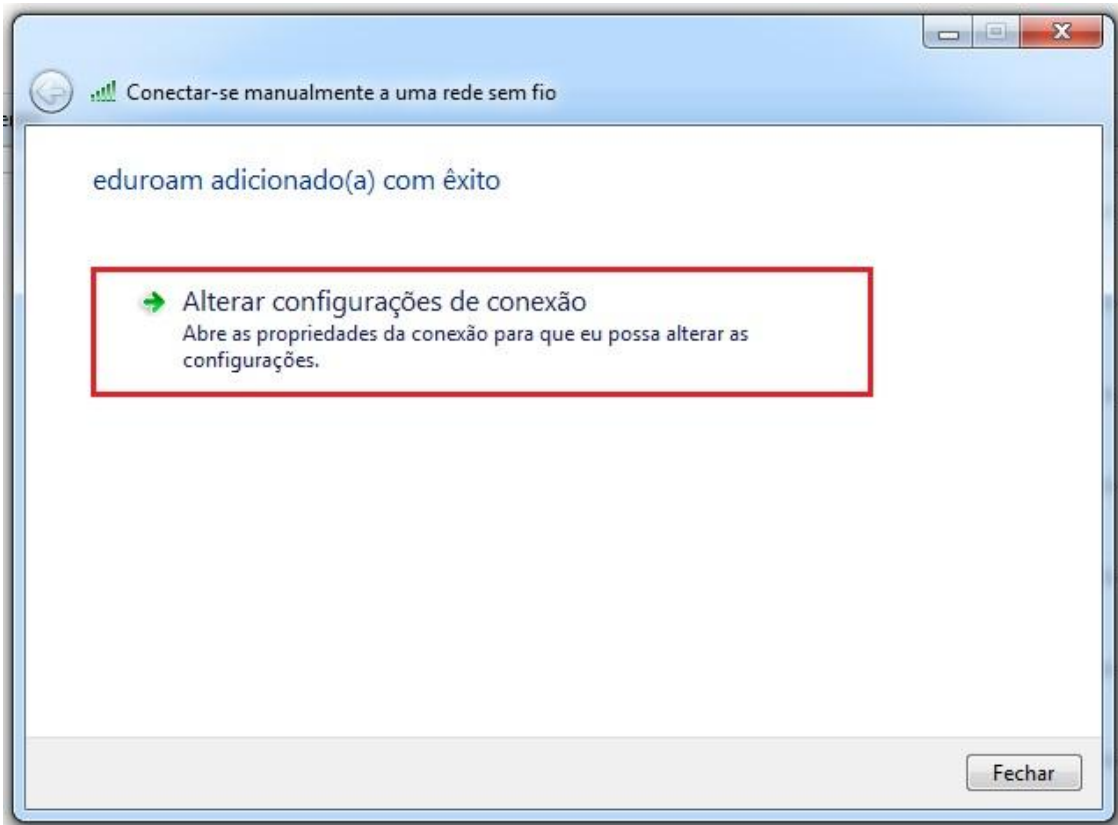 Conectar-se manualmente a uma rede sem fio
eduroam adicionado(a) com êxito
Alterar configurações de conexão
Abre as propriedades da conexão para que eu possa alterar as
configurações.
Fechar